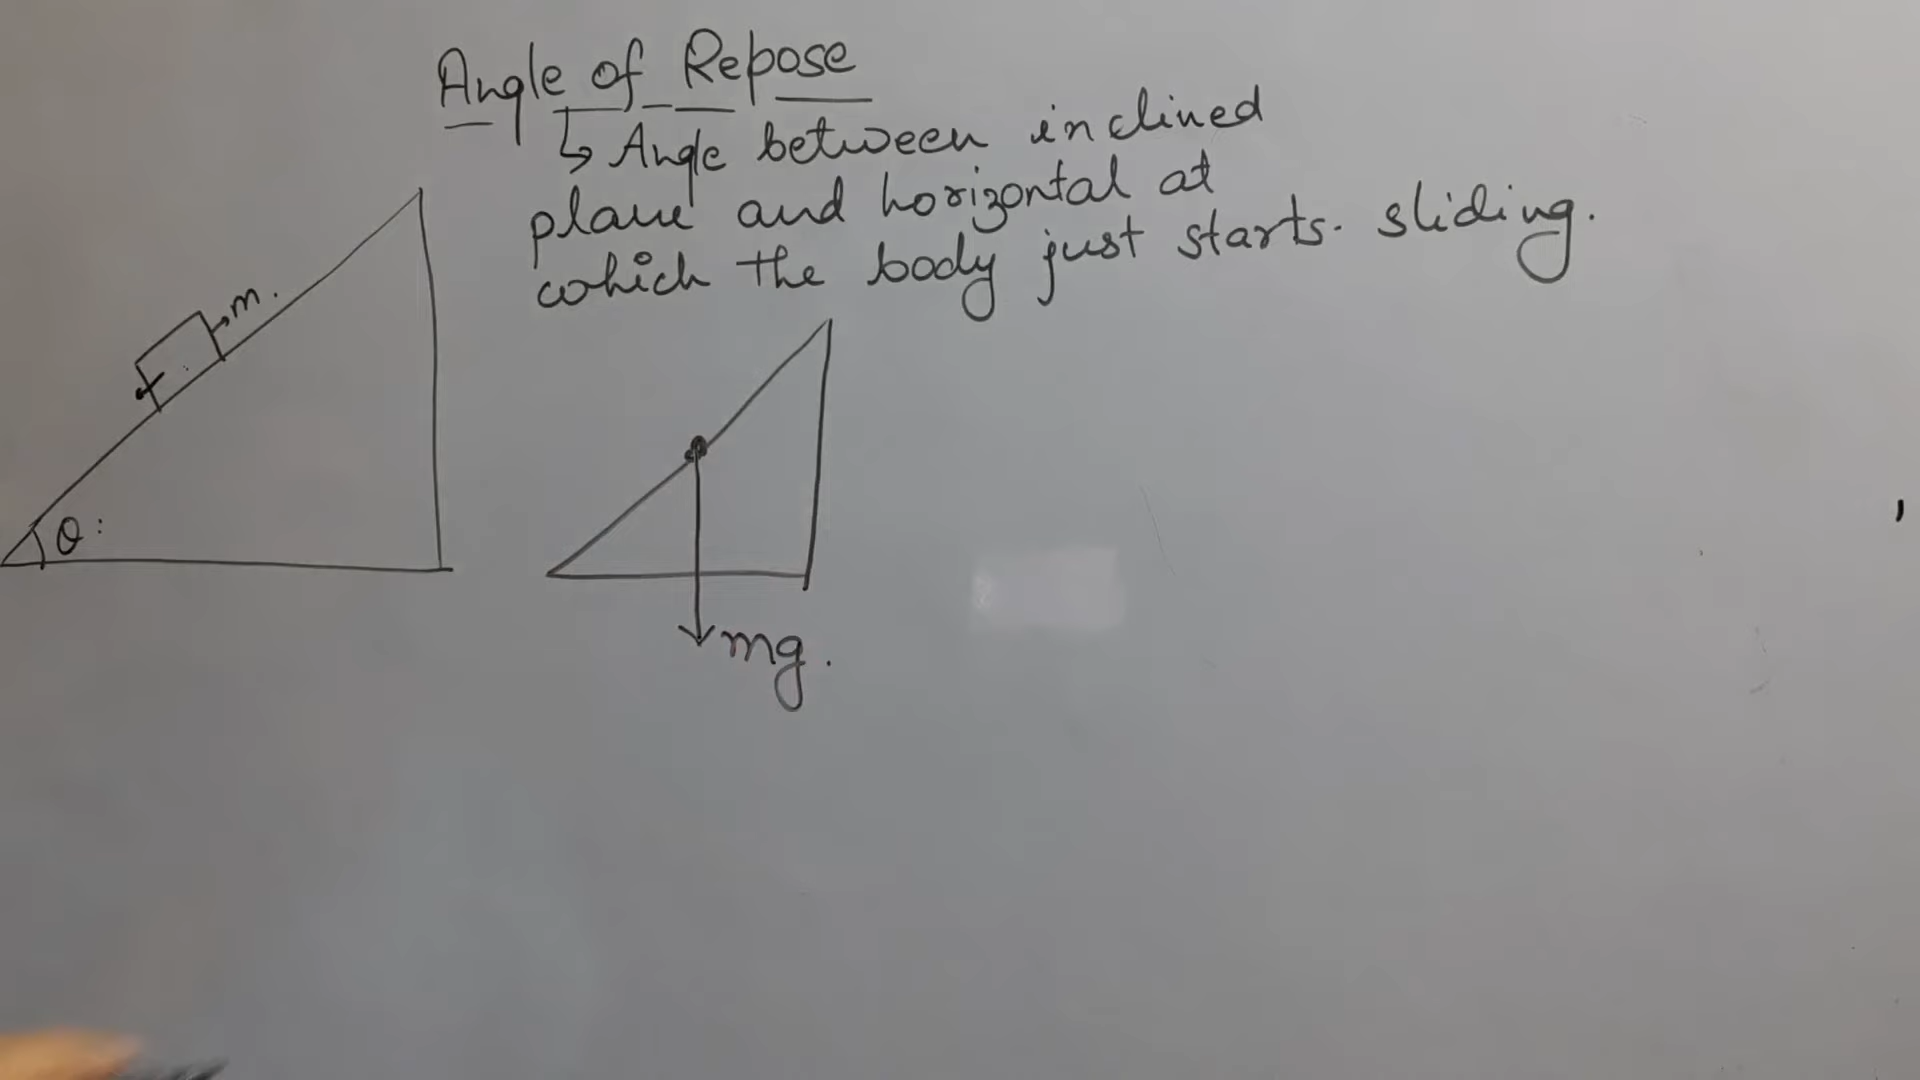 Angle of Repose
↳ Angle between inclined
plane and horizontal at
which the body just starts. sliding.
m.
θ
mg.